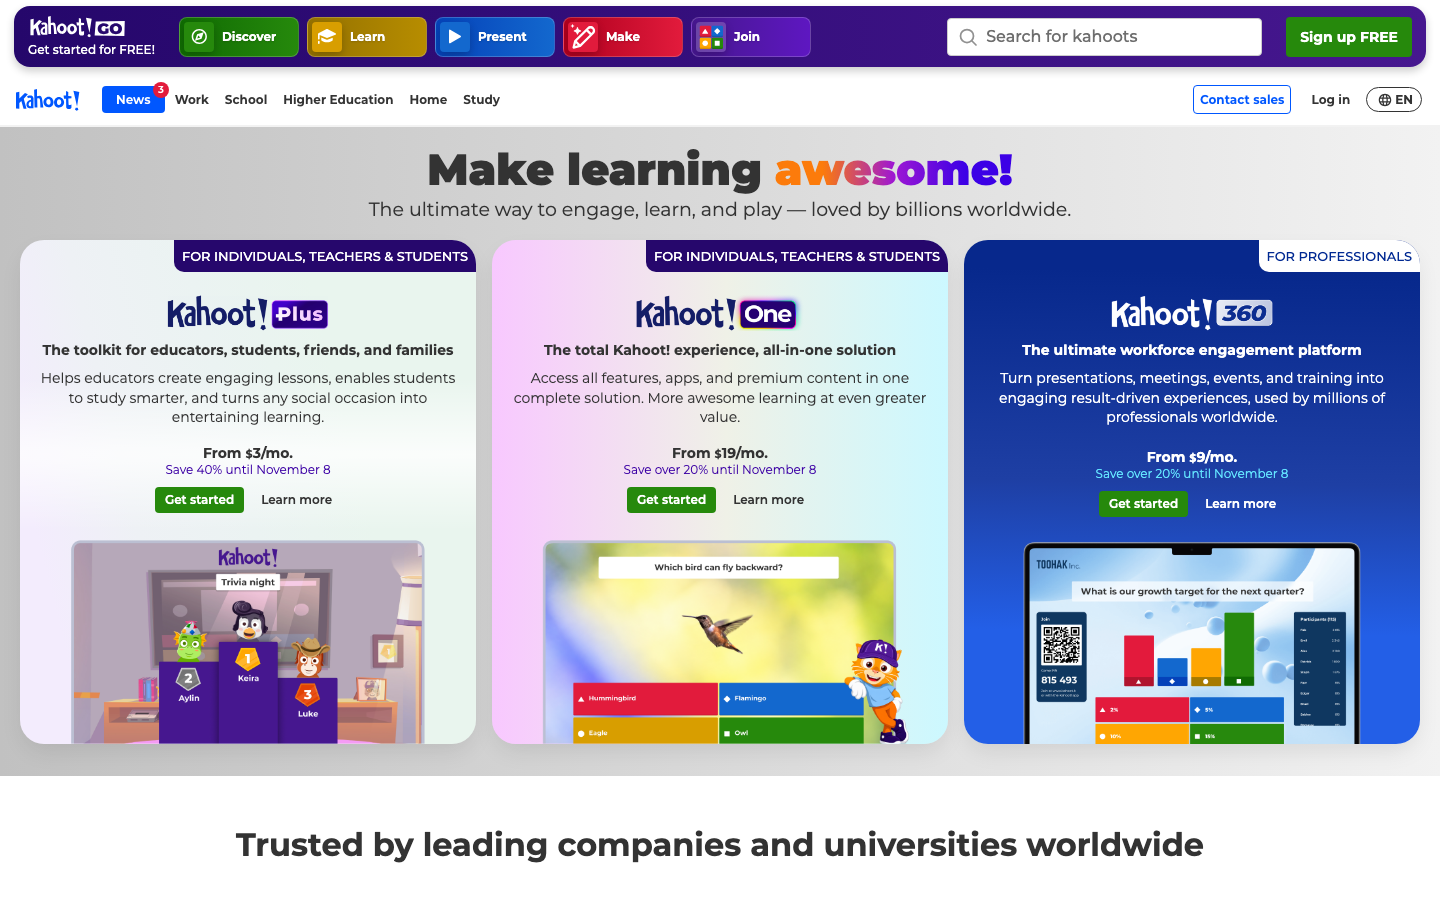 Kahoot! GO
Get started for FREE!
Discover
Learn
Present
Make
Join
Search for kahoots
Sign up FREE
Kahoot!
News
3
Work
School
Higher Education
Home
Study
Contact sales
Log in
EN
Make learning awesome!
The ultimate way to engage, learn, and play — loved by billions worldwide.
FOR INDIVIDUALS, TEACHERS & STUDENTS
Kahoot! Plus
The toolkit for educators, students, friends, and families
Helps educators create engaging lessons, enables students
to study smarter, and turns any social occasion into
entertaining learning.
From $3/mo.
Save 40% until November 8
Get started
Learn more
Kahoot!
Trivia night
1
Keira
2
Aylin
3
Luke
FOR INDIVIDUALS, TEACHERS & STUDENTS
Kahoot! One
The total Kahoot! experience, all-in-one solution
Access all features, apps, and premium content in one
complete solution. More awesome learning at even greater
value.
From $19/mo.
Save over 20% until November 8
Get started
Learn more
Which bird can fly backward?
K!
Hummingbird
Flamingo
Eagle
Owl
FOR PROFESSIONALS
Kahoot! 360
The ultimate workforce engagement platform
Turn presentations, meetings, events, and training into
engaging result-driven experiences, used by millions of
professionals worldwide.
From $9/mo.
Save over 20% until November 8
Get started
Learn more
TOOHAK Inc.
What is our growth target for the next quarter?
Join
815 493
Participants (15)
2%
5%
10%
15%
Trusted by leading companies and universities worldwide